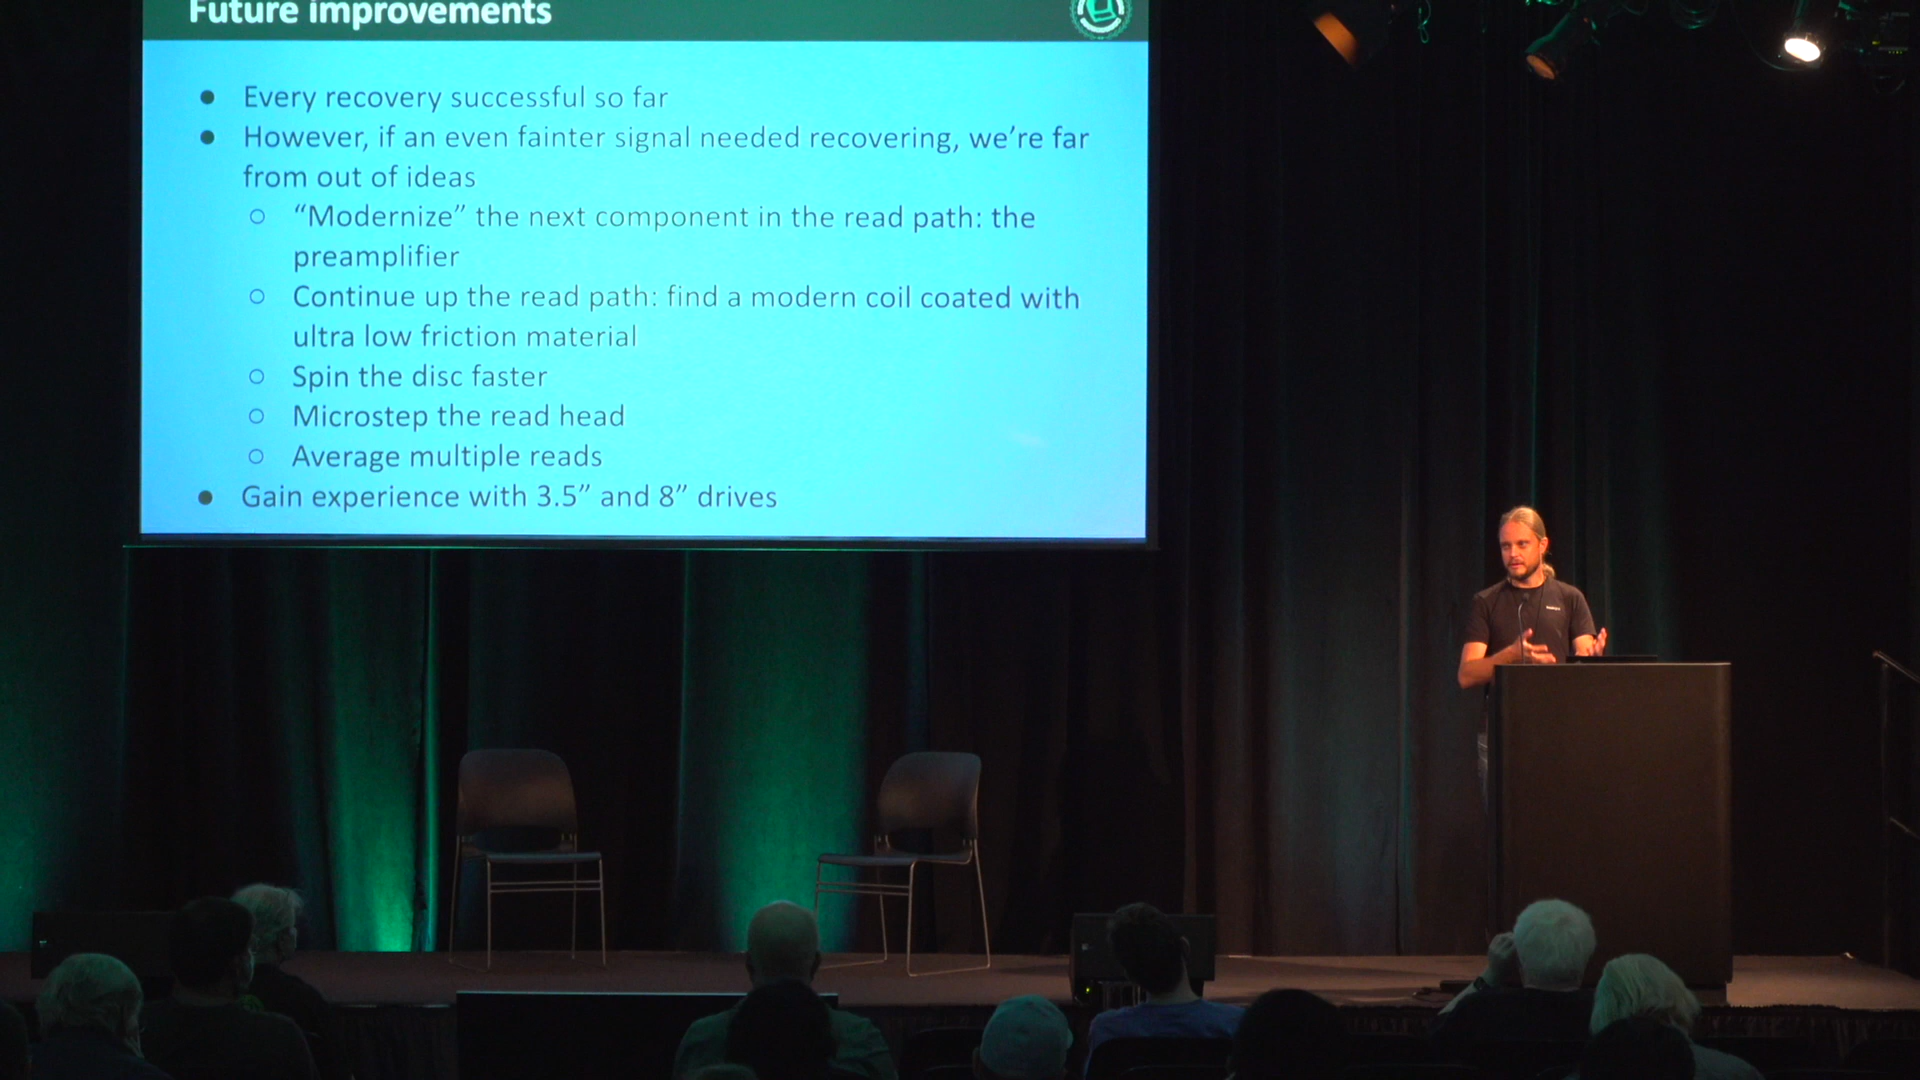 Future improvements
● Every recovery successful so far
● However, if an even fainter signal needed recovering, we’re far
from out of ideas
○ “Modernize” the next component in the read path: the
preamplifier
○ Continue up the read path: find a modern coil coated with
ultra low friction material
○ Spin the disc faster
○ Microstep the read head
○ Average multiple reads
● Gain experience with 3.5” and 8” drives